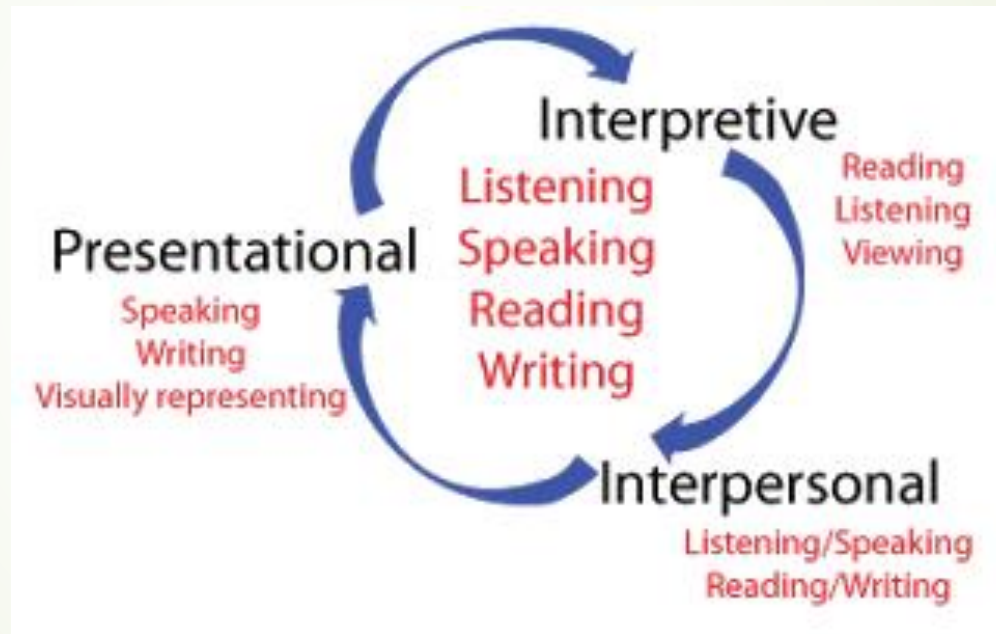 Interpretive
Reading
Listening
Viewing
Listening
Speaking
Reading
Writing
Presentational
Speaking
Writing
Visually representing
Interpersonal
Listening/Speaking
Reading/Writing